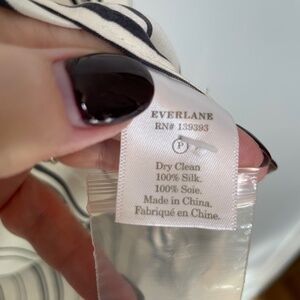 EVERLANE
RN# 139393
P
Dry Clean
100% Silk.
100% Soie.
Made in China.
Fabriqué en Chine.